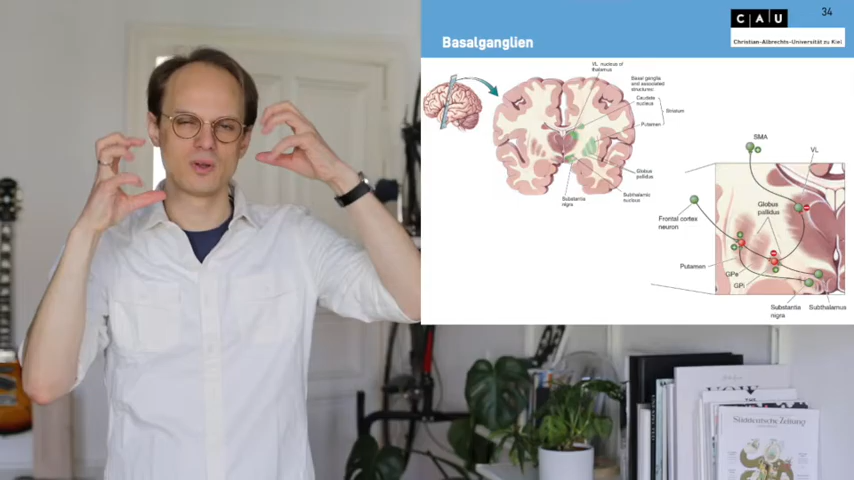 34
CAU
Christian-Albrechts-Universität zu Kiel
Basalganglien
VL nucleus of
thalamus
Basal ganglia
and associated
structures:
Caudate
nucleus
Striatum
Putamen
Globus
pallidus
Subthalamic
nucleus
Substantia
nigra
SMA
VL
Globus
pallidus
Frontal cortex
neuron
Putamen
GPe
GPi
Substantia
nigra
Subthalamus
Süddeutsche Zeitung